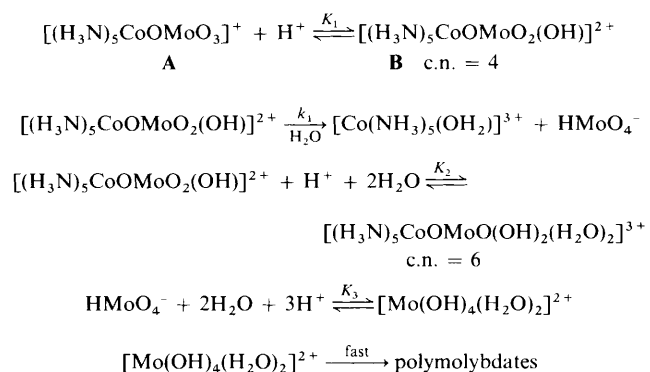 [(H₃N)₅CoOMoO₃]⁺ + H⁺ ⇌ K₁ [(H₃N)₅CoOMoO₂(OH)]²⁺
A B c.n. = 4
[(H₃N)₅CoOMoO₂(OH)]²⁺ →k₁ H₂O [Co(NH₃)₅(OH₂)]³⁺ + HMoO₄⁻
[(H₃N)₅CoOMoO₂(OH)]²⁺ + H⁺ + 2H₂O ⇌ K₂
[(H₃N)₅CoOMoO(OH)₂(H₂O)₂]³⁺
c.n. = 6
HMoO₄⁻ + 2H₂O + 3H⁺ ⇌ K₃ [Mo(OH)₄(H₂O)₂]²⁺
[Mo(OH)₄(H₂O)₂]²⁺ →fast polymolybdates